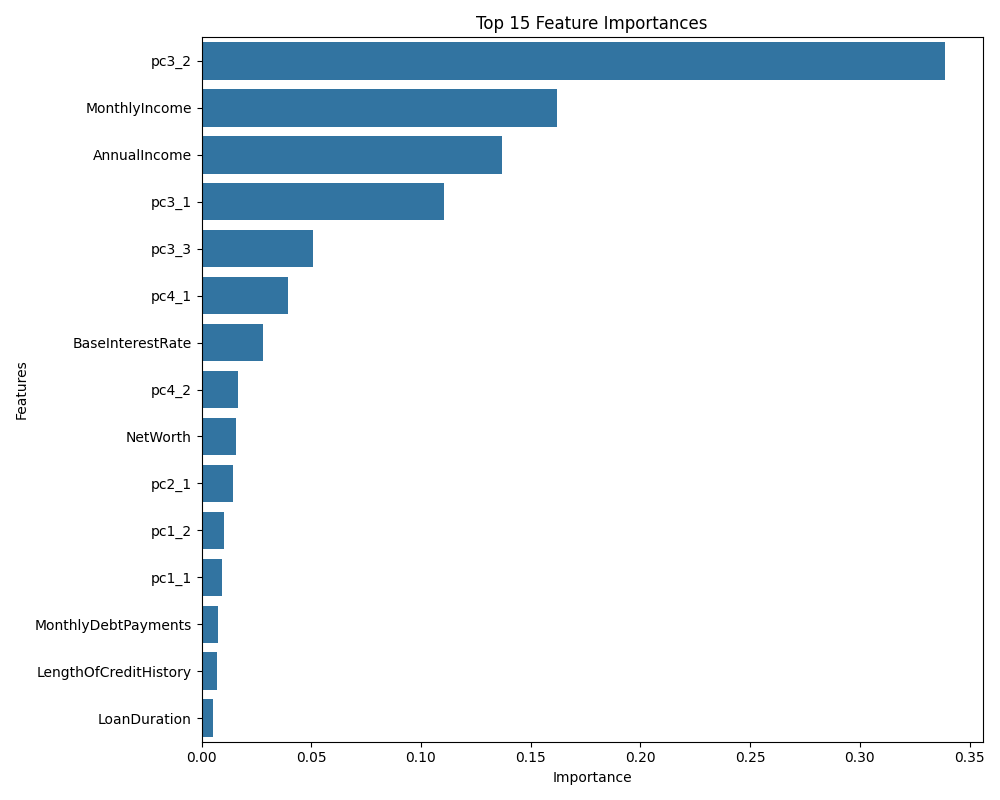 Top 15 Feature Importances
Features
pc3_2
MonthlyIncome
AnnualIncome
pc3_1
pc3_3
pc4_1
BaseInterestRate
pc4_2
NetWorth
pc2_1
pc1_2
pc1_1
MonthlyDebtPayments
LengthOfCreditHistory
LoanDuration
0.00 0.05 0.10 0.15 0.20 0.25 0.30 0.35
Importance